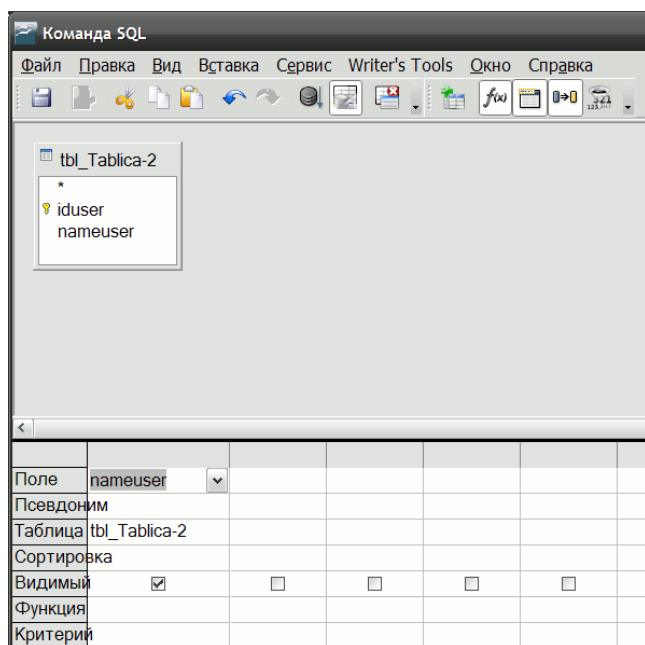 Команда SQL
Файл Правка Вид Вставка Сервис Writer's Tools Окно Справка
f(x)
tbl_Tablica-2
*
iduser
nameuser
Поле nameuser
Псевдоним
Таблица tbl_Tablica-2
Сортировка
Видимый
Функция
Критерий